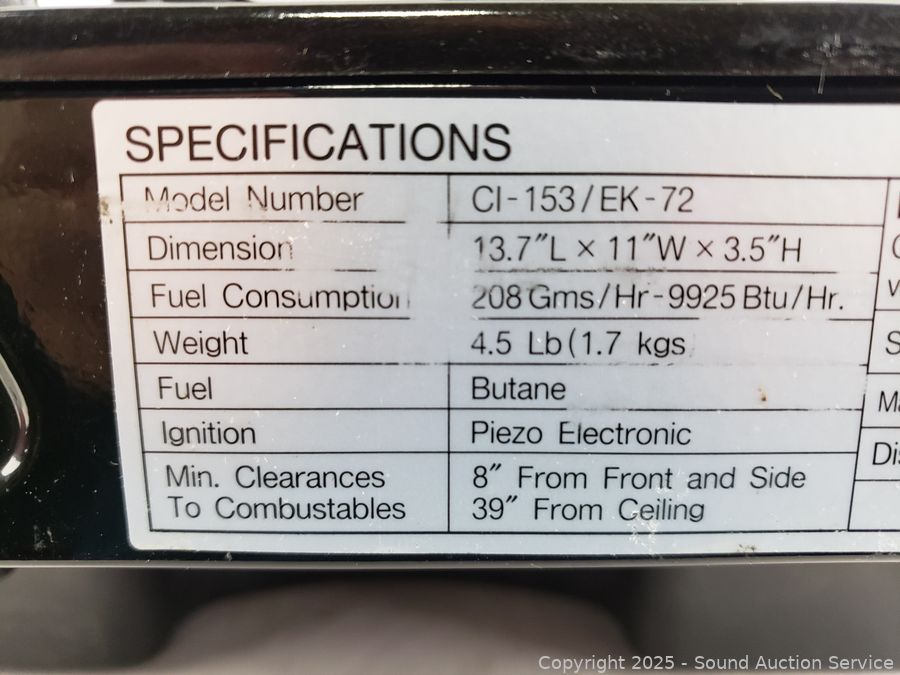 SPECIFICATIONS
Model Number CI-153/EK-72
Dimension 13.7"L × 11"W × 3.5"H
Fuel Consumption 208 Gms/Hr-9925 Btu/Hr.
Weight 4.5 Lb(1.7 kgs
Fuel Butane
Ignition Piezo Electronic
Min. Clearances 8" From Front and Side
To Combustables 39" From Ceiling
Copyright 2025 - Sound Auction Service